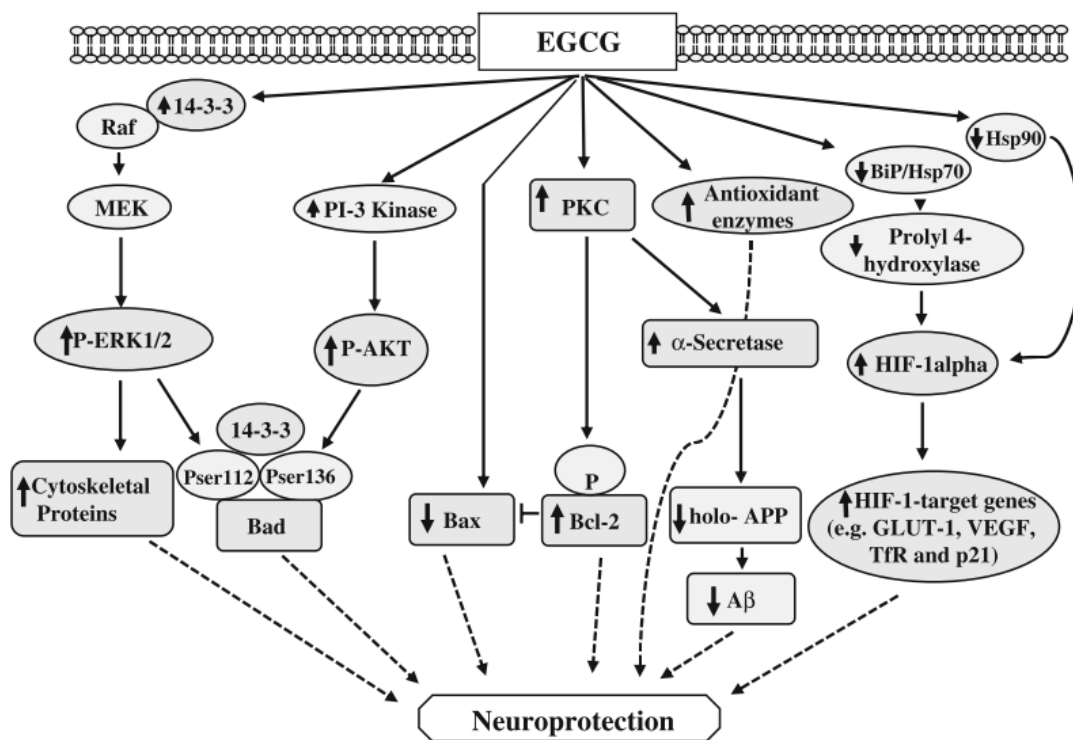 EGCG
14-3-3
Raf
Hsp90
BiP/Hsp70
MEK
PI-3 Kinase
PKC
Antioxidant
enzymes
Prolyl 4-
hydroxylase
P-ERK1/2
P-AKT
α-Secretase
HIF-1alpha
14-3-3
Pser112
Pser136
Bad
Cytoskeletal
Proteins
Bax
P
Bcl-2
holo- APP
Aβ
HIF-1-target genes
(e.g. GLUT-1, VEGF,
TfR and p21)
Neuroprotection